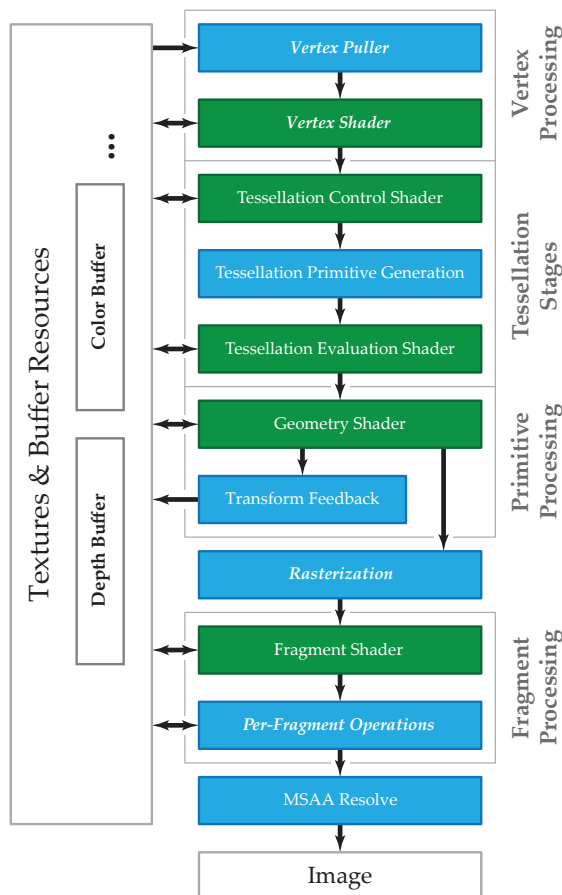 Vertex Puller
Vertex Shader
Vertex
Processing
Tessellation Control Shader
Tessellation Primitive Generation
Tessellation Evaluation Shader
Tessellation
Stages
Geometry Shader
Transform Feedback
Primitive
Processing
Rasterization
Fragment Shader
Per-Fragment Operations
Fragment
Processing
MSAA Resolve
Image
Textures & Buffer Resources
...
Color Buffer
Depth Buffer